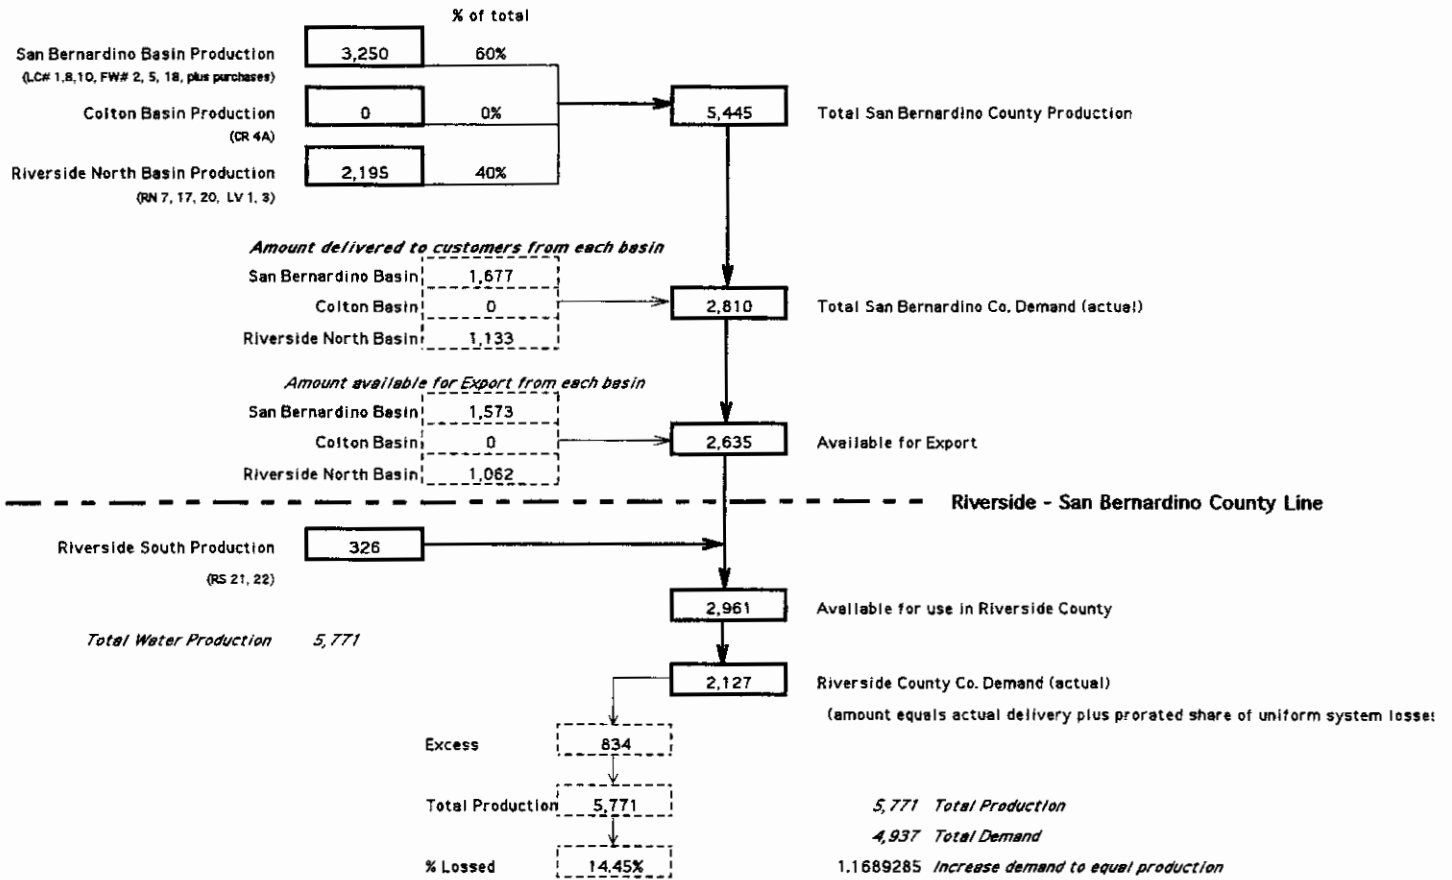 % of total
San Bernardino Basin Production 3,250 60%
(LC# 1,8,10, FW# 2, 5, 18, plus purchases)
Colton Basin Production 0 0% 5,445 Total San Bernardino County Production
(CR 4A)
Riverside North Basin Production 2,195 40%
(RN 7, 17, 20, LV 1, 3)
Amount delivered to customers from each basin
San Bernardino Basin 1,677
Colton Basin 0 2,810 Total San Bernardino Co. Demand (actual)
Riverside North Basin 1,133
Amount available for Export from each basin
San Bernardino Basin 1,573
Colton Basin 0 2,635 Available for Export
Riverside North Basin 1,062
Riverside - San Bernardino County Line
Riverside South Production 326
(RS 21, 22)
2,961 Available for use in Riverside County
Total Water Production 5,771
2,127 Riverside County Co. Demand (actual)
(amount equals actual delivery plus prorated share of uniform system losses
Excess 834
Total Production 5,771 5,771 Total Production
4,937 Total Demand
% Lossed 14.45% 1.1689285 Increase demand to equal production